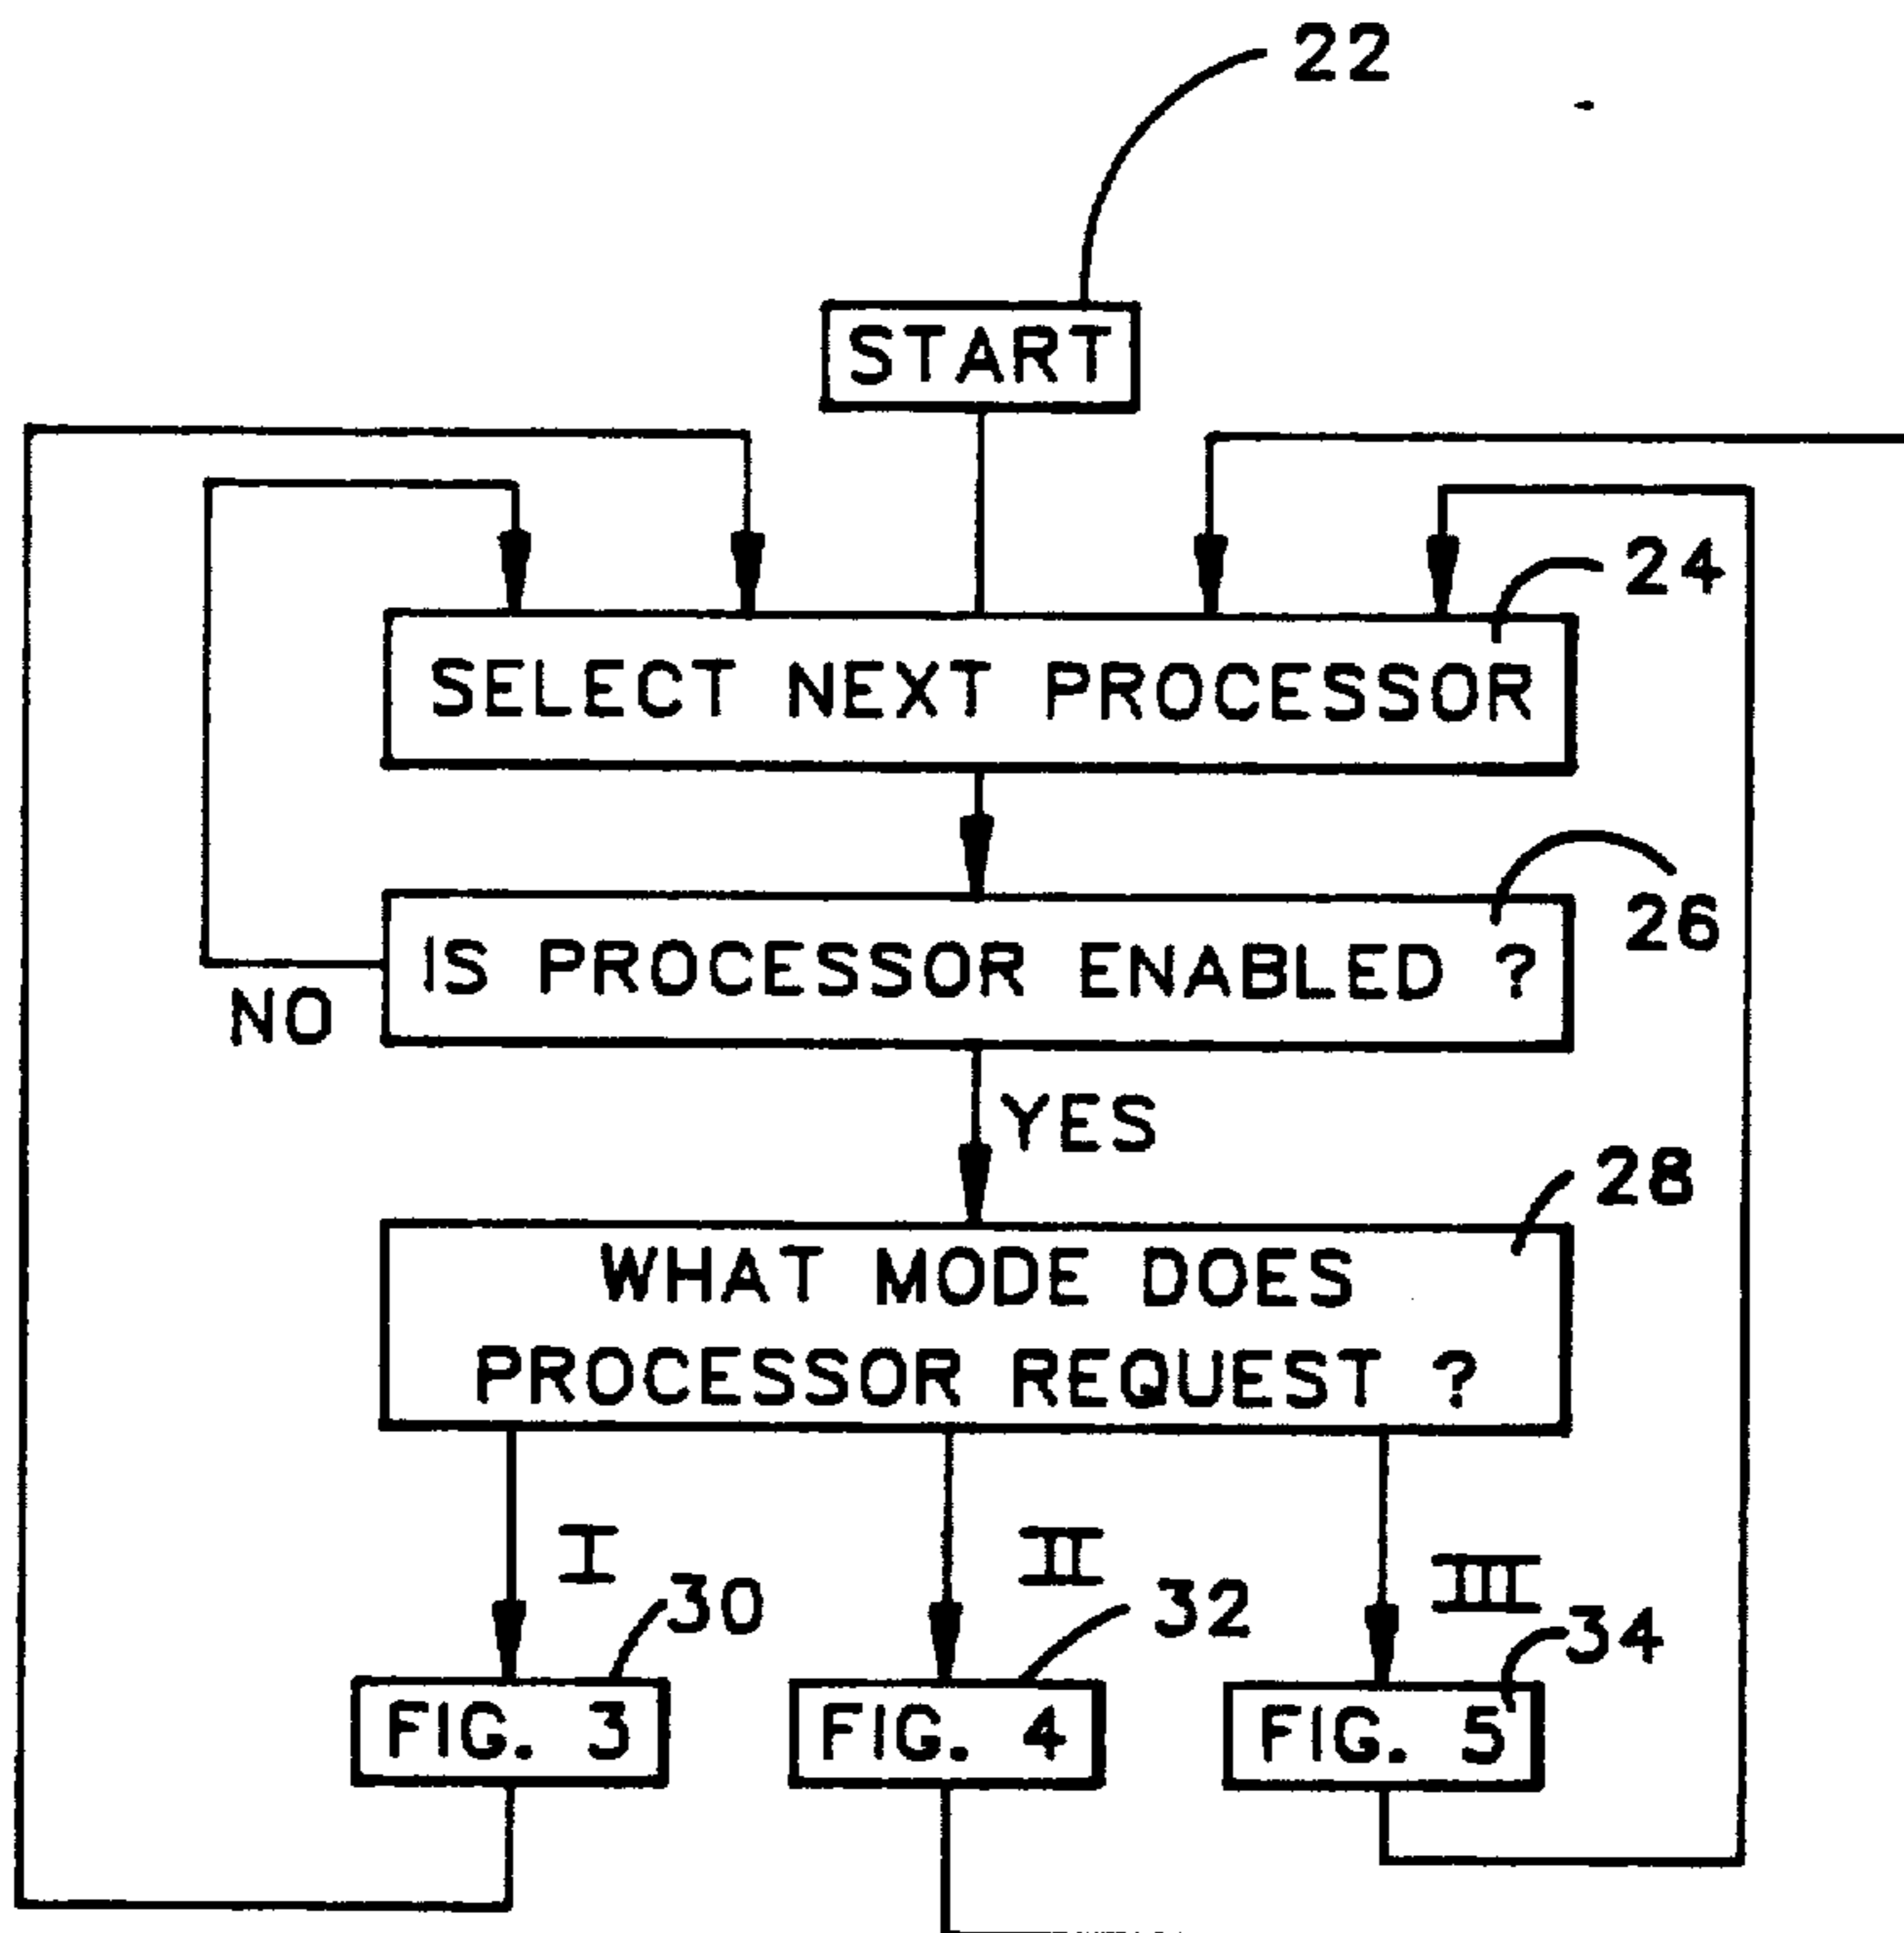 22
START
24
SELECT NEXT PROCESSOR
26
IS PROCESSOR ENABLED ?
NO
YES
28
WHAT MODE DOES
PROCESSOR REQUEST ?
I
II
III
30
32
34
FIG. 3
FIG. 4
FIG. 5